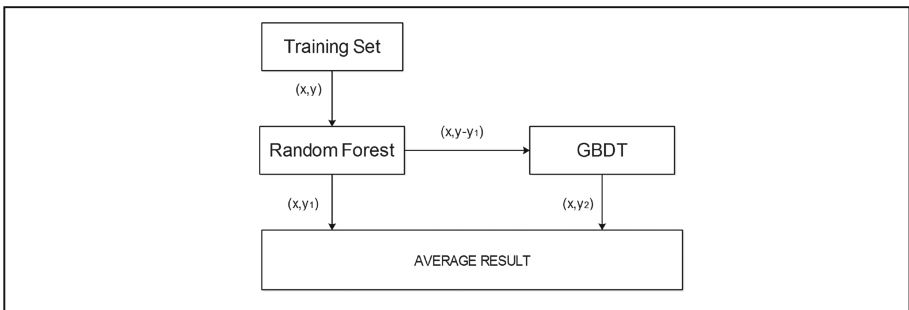 Training Set
(x,y)
Random Forest
(x,y-y₁)
GBDT
(x,y₁)
(x,y₂)
AVERAGE RESULT